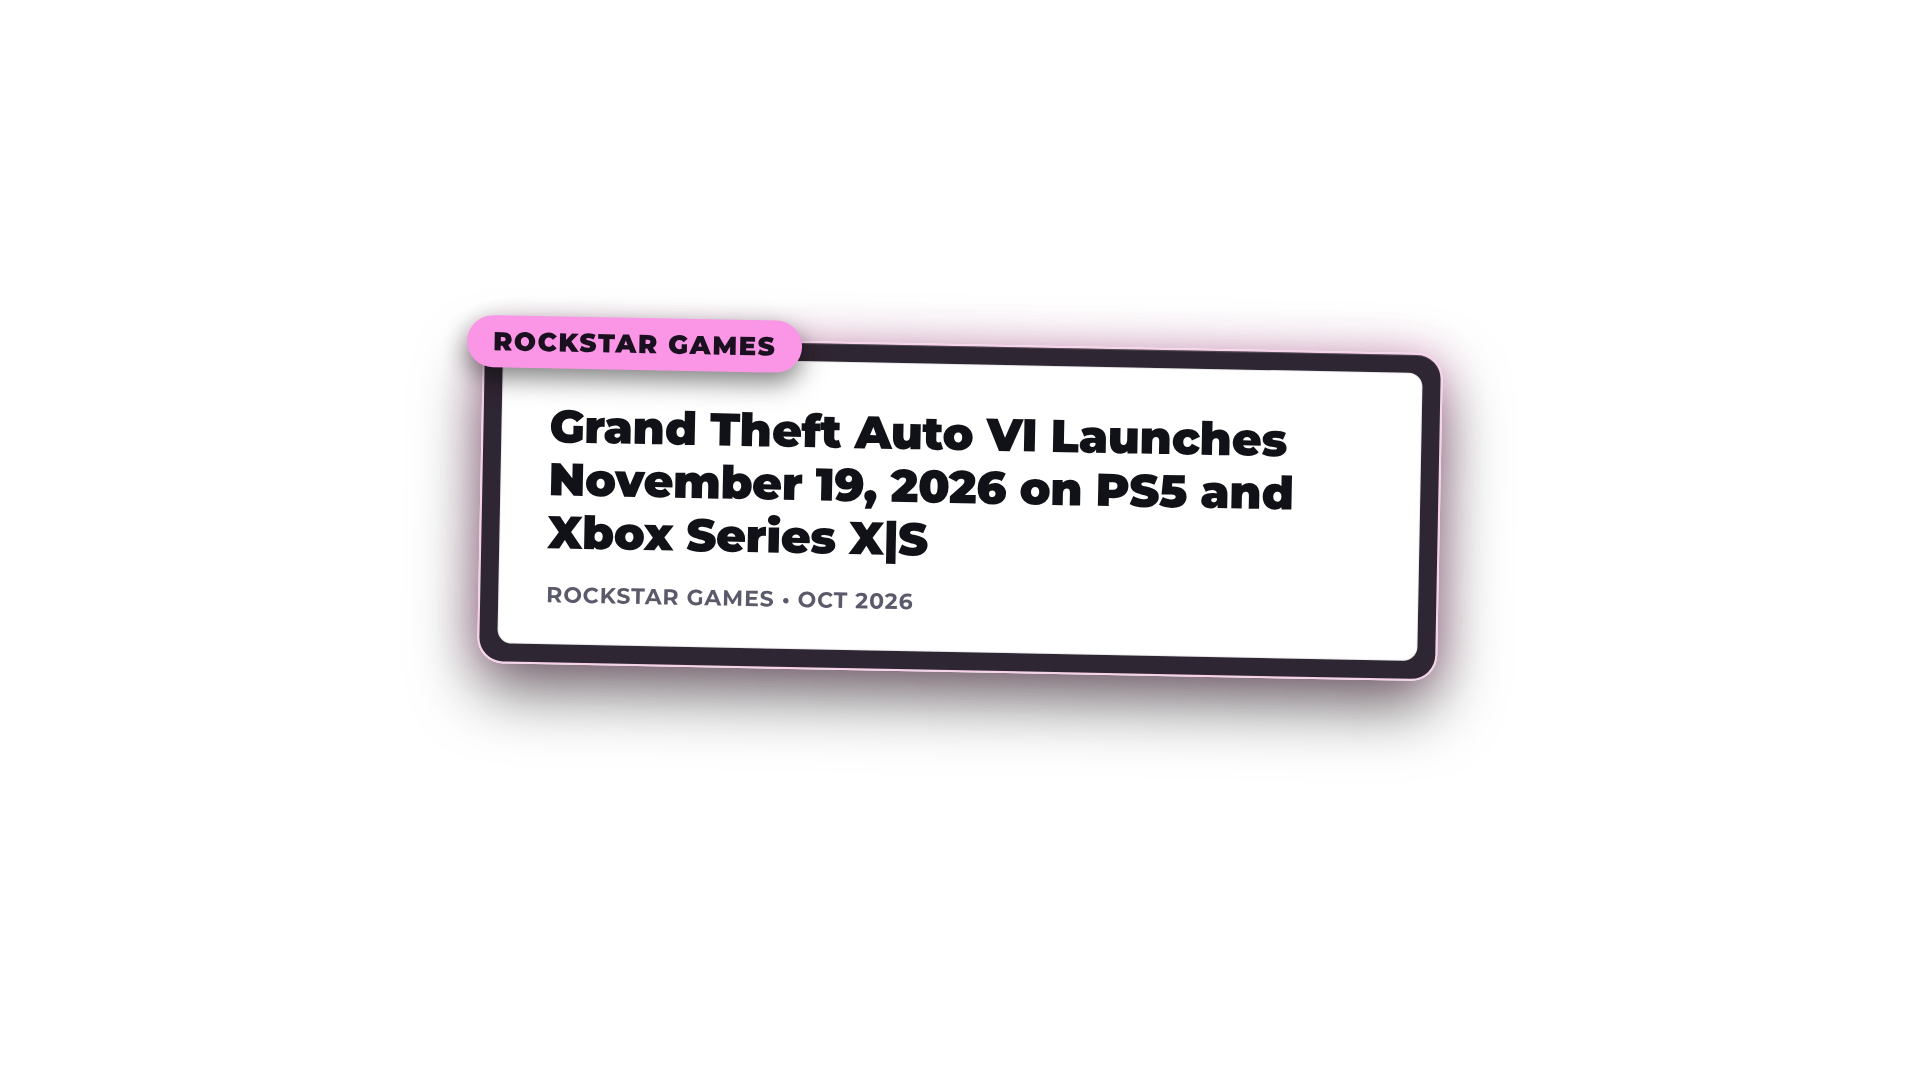 ROCKSTAR GAMES
Grand Theft Auto VI Launches
November 19, 2026 on PS5 and
Xbox Series X|S
ROCKSTAR GAMES • OCT 2026